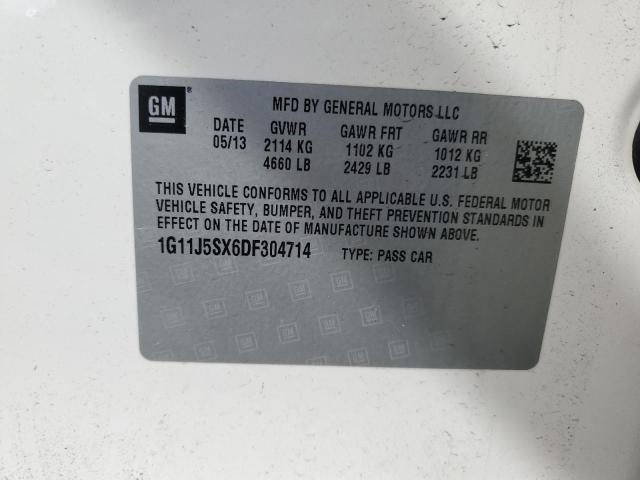 GM
MFD BY GENERAL MOTORS LLC
DATE GVWR GAWR FRT GAWR RR
05/13 2114 KG 1102 KG 1012 KG
4660 LB 2429 LB 2231 LB
THIS VEHICLE CONFORMS TO ALL APPLICABLE U.S. FEDERAL MOTOR
VEHICLE SAFETY, BUMPER, AND THEFT PREVENTION STANDARDS IN
EFFECT ON THE DATE OF MANUFACTURE SHOWN ABOVE.
1G11J5SX6DF304714 TYPE: PASS CAR